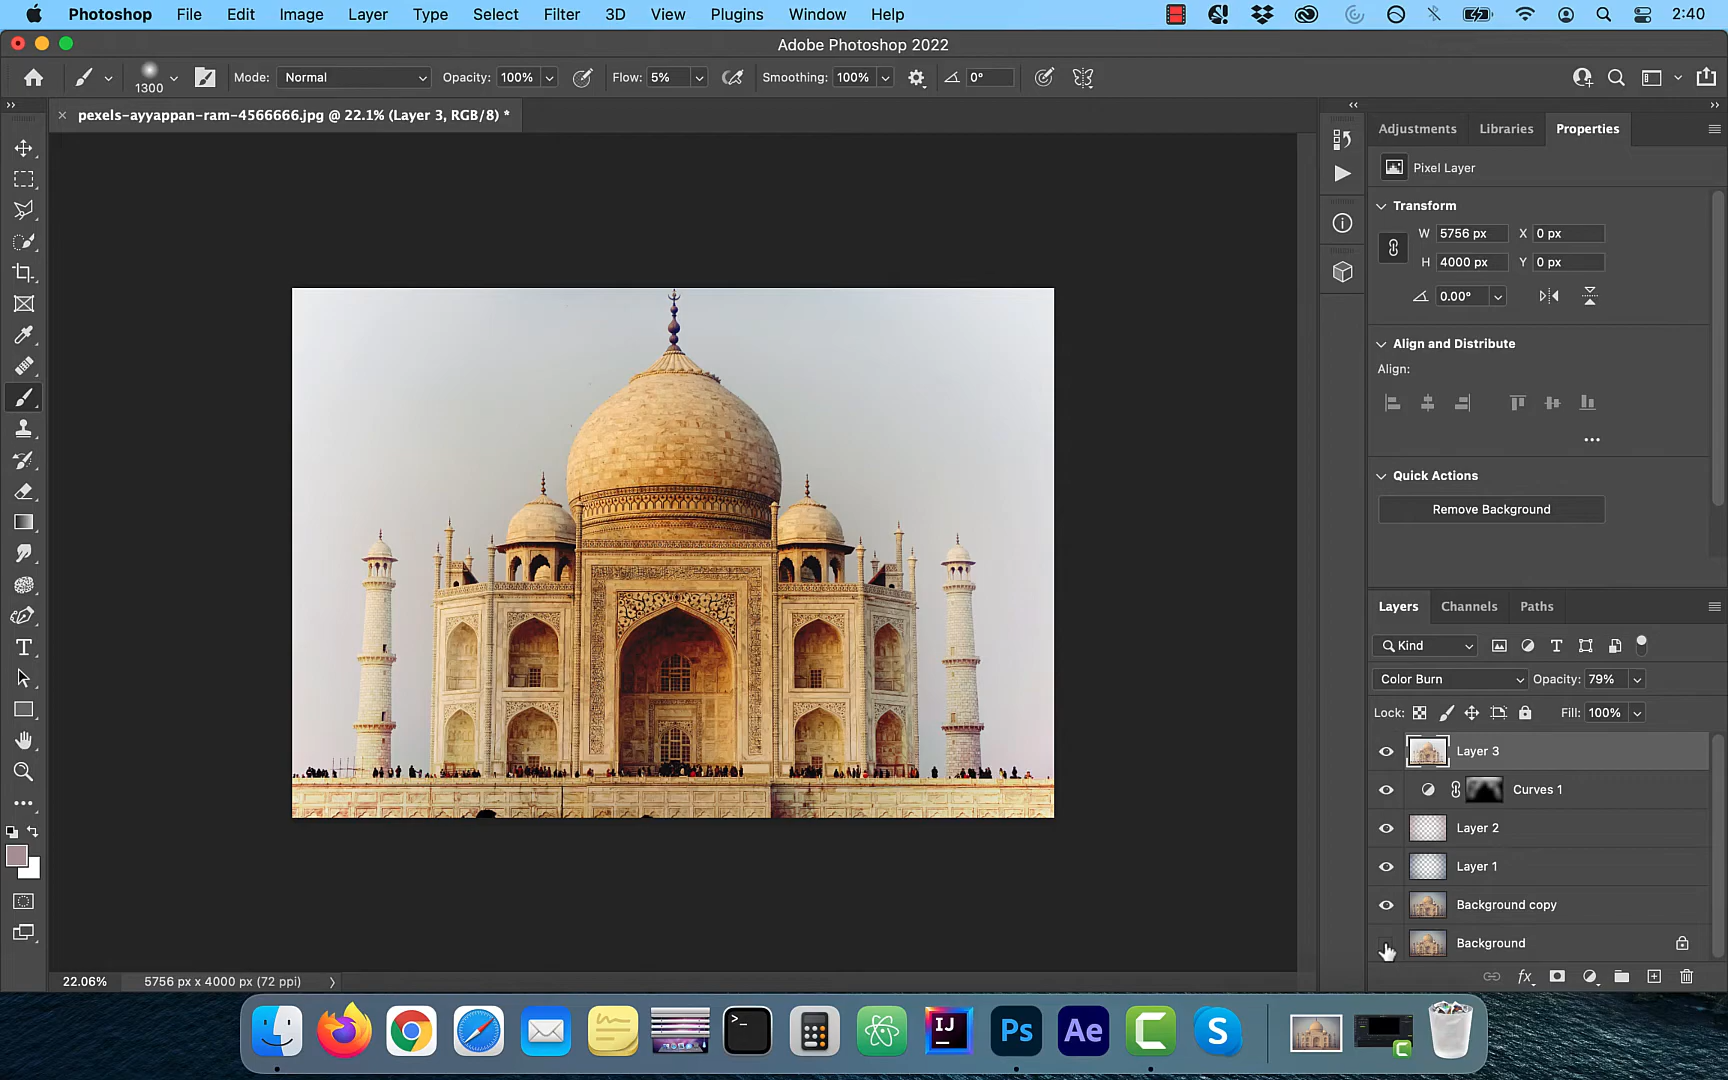 Photoshop File Edit Image Layer Type Select Filter 3D View Plugins Window Help 2:40
Adobe Photoshop 2022
1300 Mode: Normal Opacity: 100% Flow: 5% Smoothing: 100% 0°
pexels-ayyappan-ram-4566666.jpg @ 22.1% (Layer 3, RGB/8) *
Adjustments Libraries Properties
Pixel Layer
Transform
W 5756 px X 0 px
H 4000 px Y 0 px
0.00°
Align and Distribute
Align:
Quick Actions
Remove Background
Layers Channels Paths
Kind
Color Burn Opacity: 79%
Lock: Fill: 100%
Layer 3
Curves 1
Layer 2
Layer 1
Background copy
Background
fx
22.06% 5756 px x 4000 px (72 ppi)
IJ Ps Ae C S